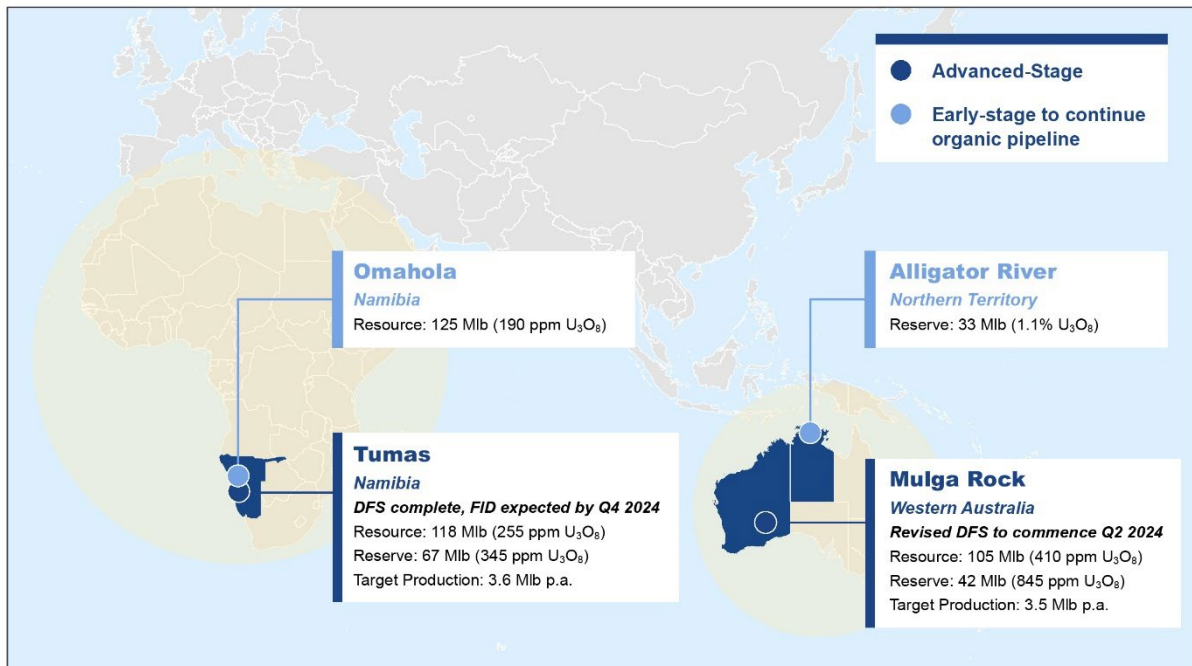 Advanced-Stage
Early-stage to continue
organic pipeline
Omahola
Namibia
Resource: 125 Mlb (190 ppm U₃O₈)
Alligator River
Northern Territory
Reserve: 33 Mlb (1.1% U₃O₈)
Tumas
Namibia
DFS complete, FID expected by Q4 2024
Resource: 118 Mlb (255 ppm U₃O₈)
Reserve: 67 Mlb (345 ppm U₃O₈)
Target Production: 3.6 Mlb p.a.
Mulga Rock
Western Australia
Revised DFS to commence Q2 2024
Resource: 105 Mlb (410 ppm U₃O₈)
Reserve: 42 Mlb (845 ppm U₃O₈)
Target Production: 3.5 Mlb p.a.